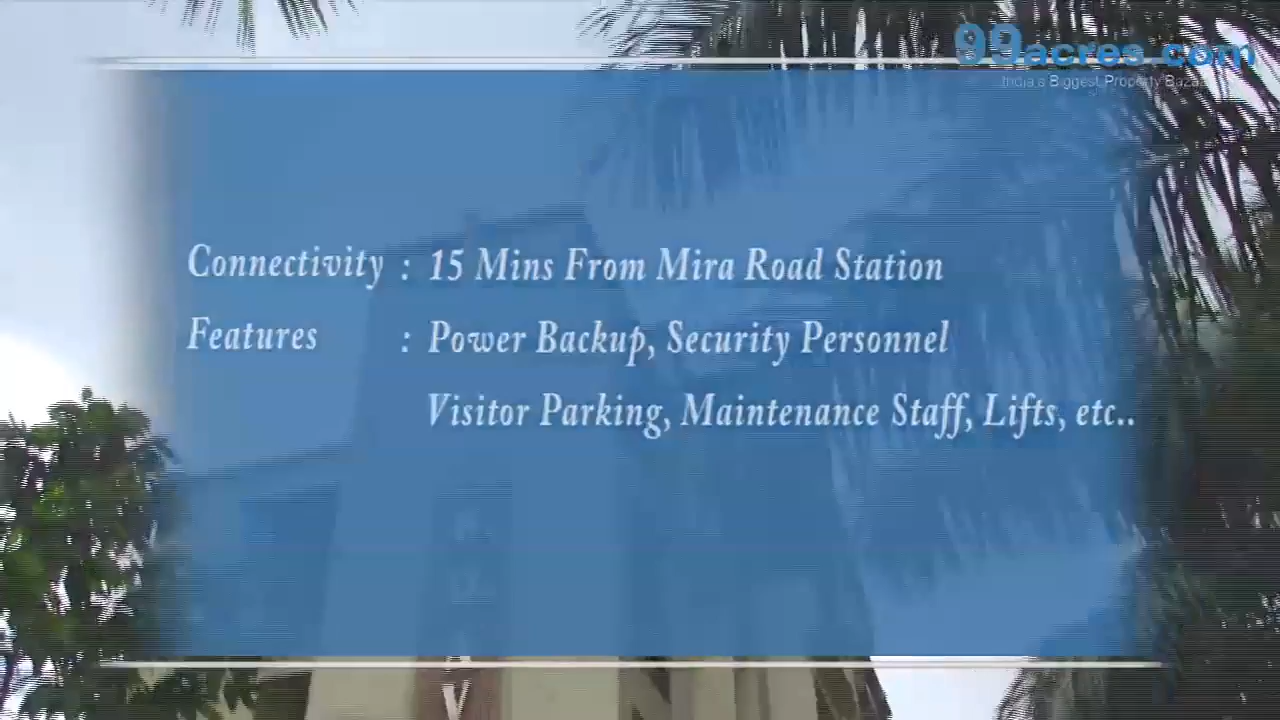 99acres.com
India's Biggest Property Bazaar
Connectivity : 15 Mins From Mira Road Station
Features : Power Backup, Security Personnel
Visitor Parking, Maintenance Staff, Lifts, etc..